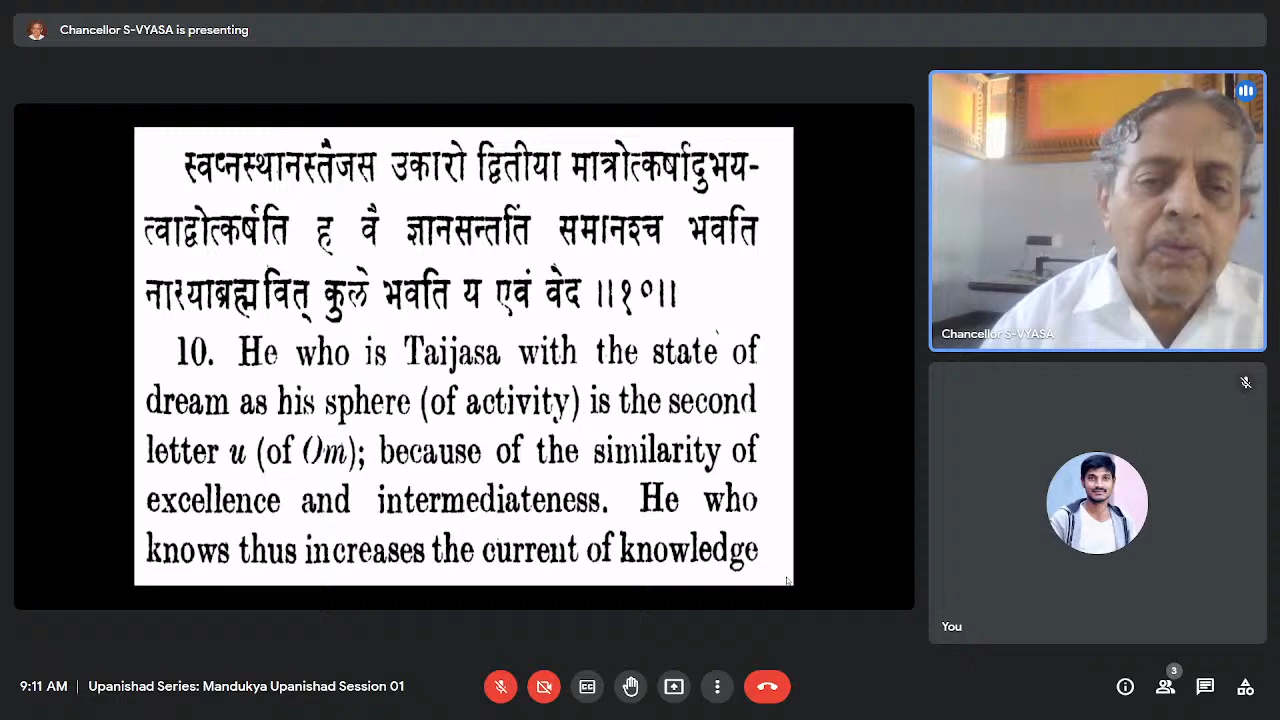 Chancellor S-VYASA is presenting
स्वप्नस्थानस्तैजस उकारो द्वितीया मात्रोत्कर्षादुभय-
त्वाद्वोत्कर्षति ह वै ज्ञानसन्ततिं समानश्च भवति
नास्याब्रह्मवित् कुले भवति य एवं वेद ।।१०।।
10. He who is Taijasa with the state of
dream as his sphere (of activity) is the second
letter u (of Om); because of the similarity of
excellence and intermediateness. He who
knows thus increases the current of knowledge
Chancellor S-VYASA
You
9:11 AM | Upanishad Series: Mandukya Upanishad Session 01
3